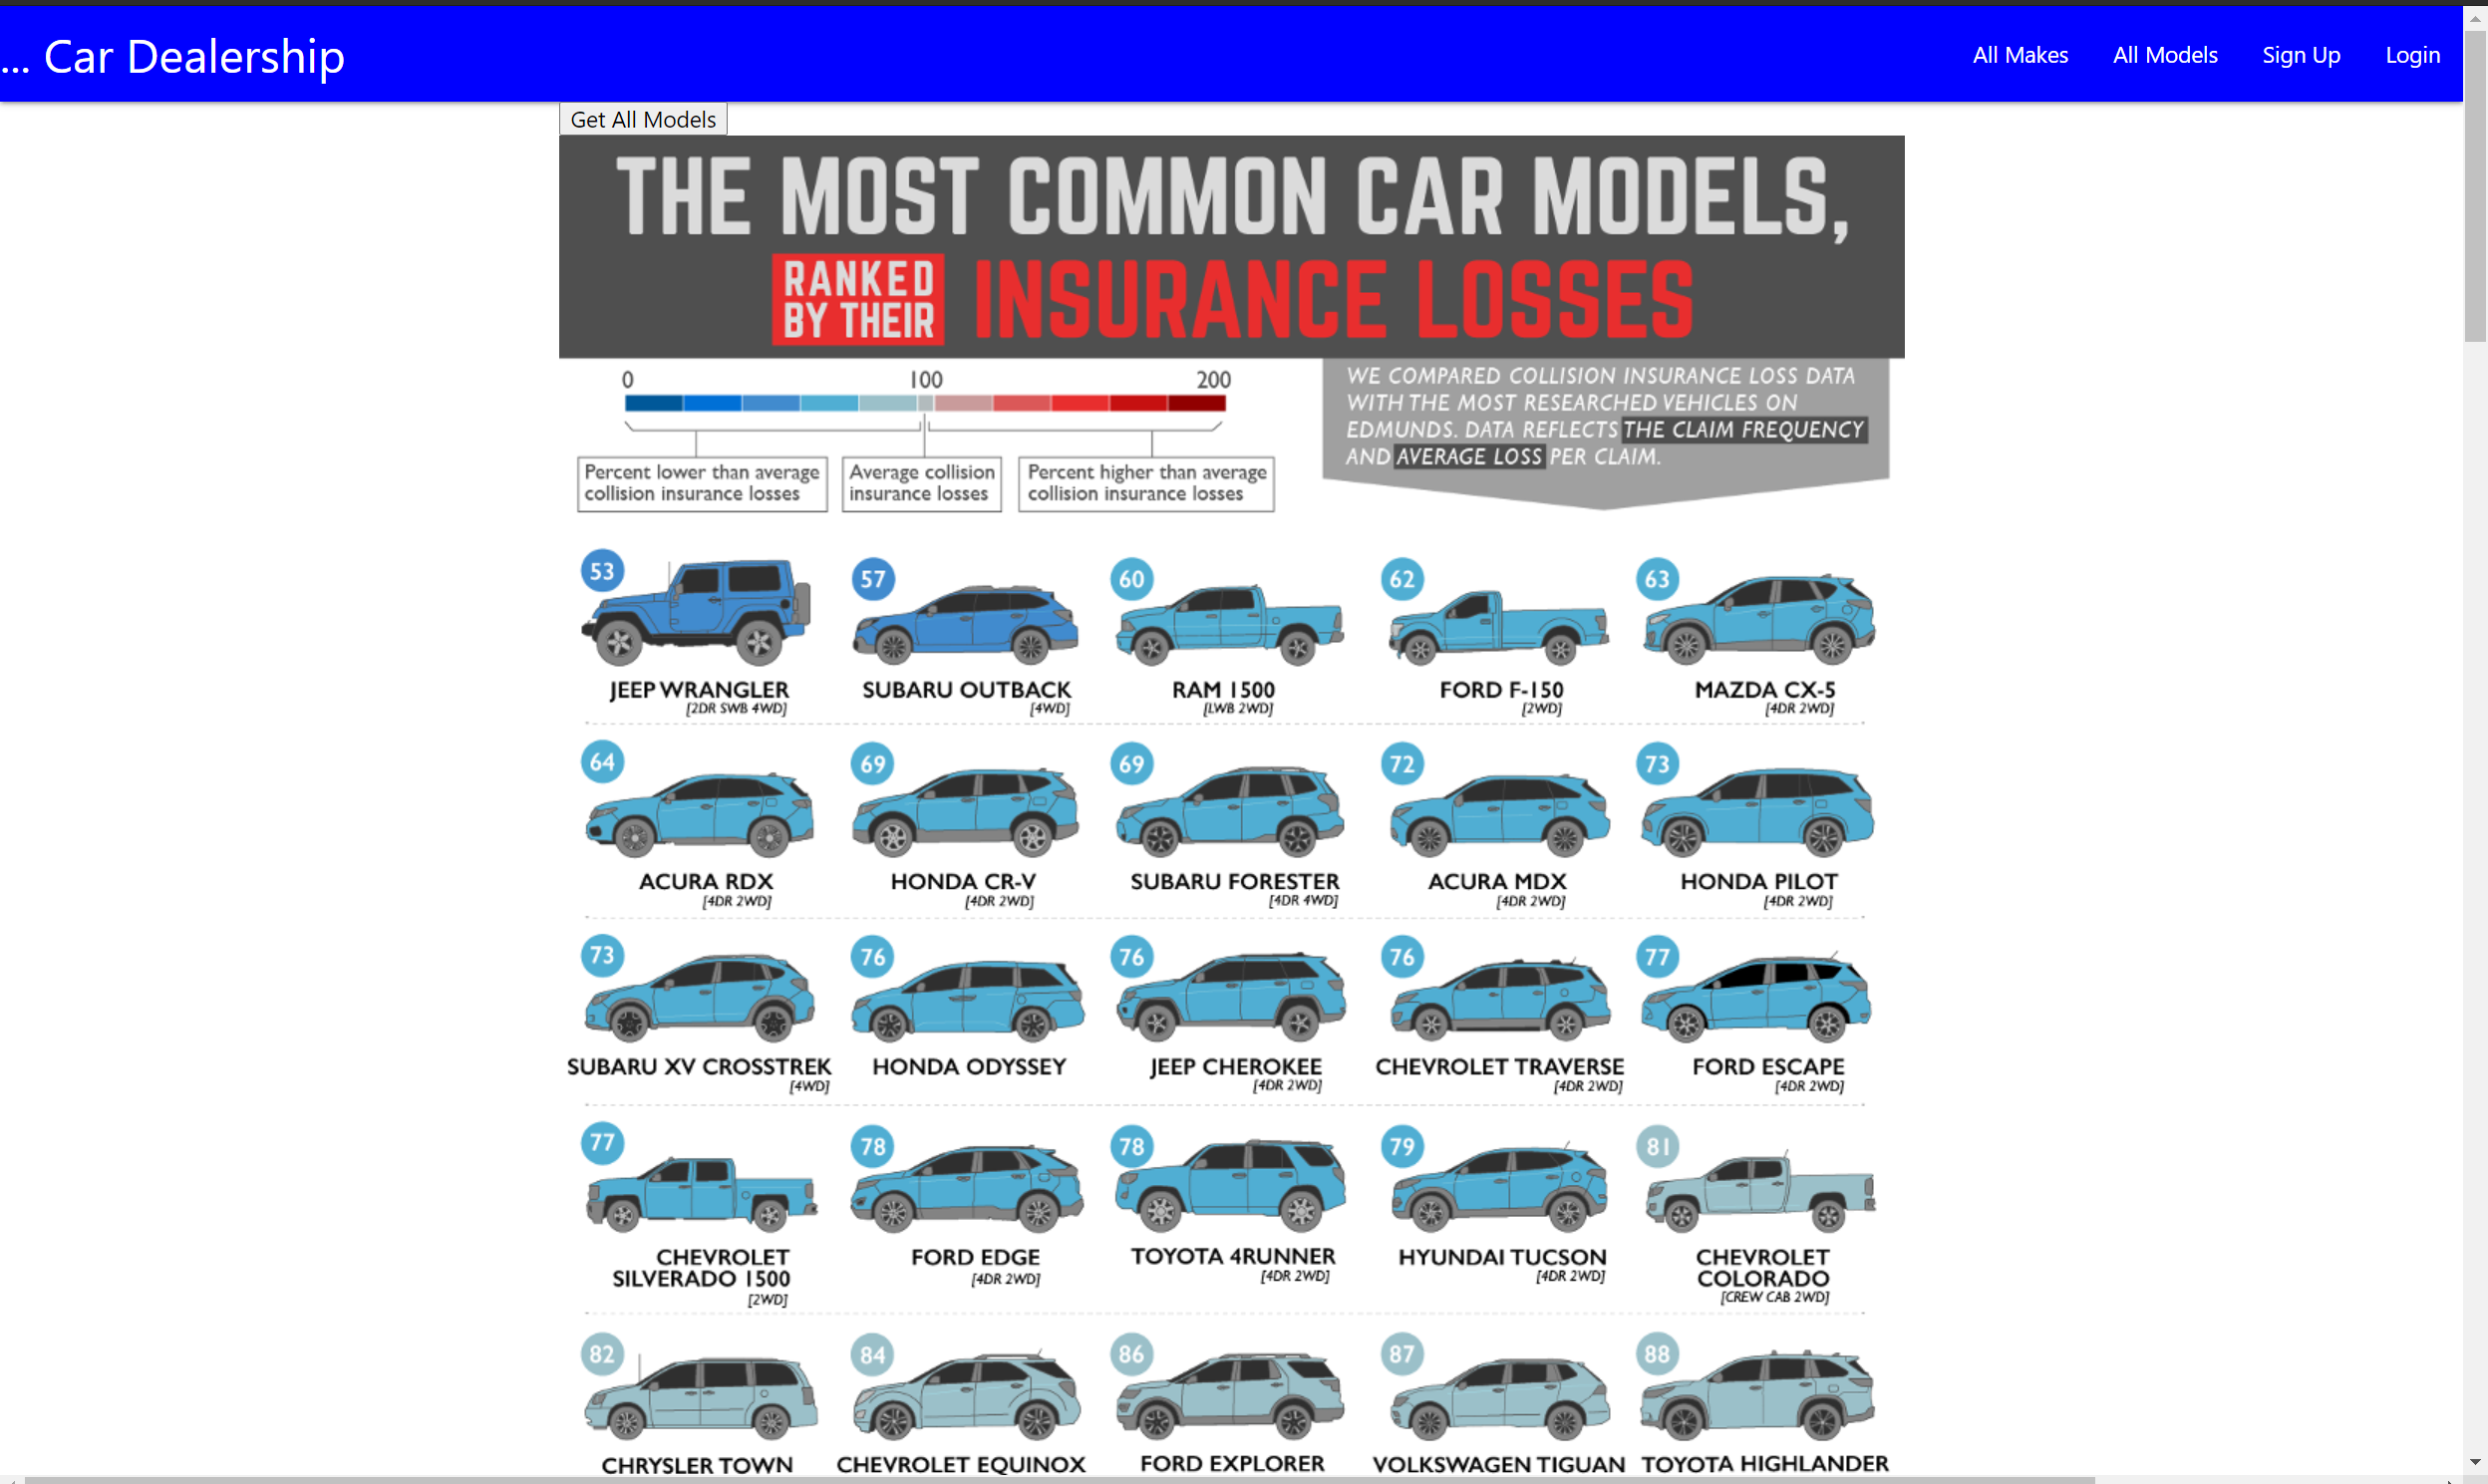 ... Car Dealership
All Makes All Models Sign Up Login
Get All Models
THE MOST COMMON CAR MODELS,
RANKED
BY THEIR
INSURANCE LOSSES
0 100 200
Percent lower than average
collision insurance losses
Average collision
insurance losses
Percent higher than average
collision insurance losses
WE COMPARED COLLISION INSURANCE LOSS DATA
WITH THE MOST RESEARCHED VEHICLES ON
EDMUNDS. DATA REFLECTS THE CLAIM FREQUENCY
AND AVERAGE LOSS PER CLAIM.
53 57 60 62 63
JEEP WRANGLER SUBARU OUTBACK RAM 1500 FORD F-150 MAZDA CX-5
[2DR SWB 4WD] [4WD] [LWB 2WD] [2WD] [4DR 2WD]
64 69 69 72 73
ACURA RDX HONDA CR-V SUBARU FORESTER ACURA MDX HONDA PILOT
[4DR 2WD] [4DR 2WD] [4DR 4WD] [4DR 2WD] [4DR 2WD]
73 76 76 76 77
SUBARU XV CROSSTREK HONDA ODYSSEY JEEP CHEROKEE CHEVROLET TRAVERSE FORD ESCAPE
[4WD] [4DR 2WD] [4DR 2WD] [4DR 2WD]
77 78 78 79 81
CHEVROLET
SILVERADO 1500
[2WD]
FORD EDGE
[4DR 2WD]
TOYOTA 4RUNNER
[4DR 2WD]
HYUNDAI TUCSON
[4DR 2WD]
CHEVROLET
COLORADO
[CREW CAB 2WD]
82 84 86 87 88
CHRYSLER TOWN CHEVROLET EQUINOX FORD EXPLORER VOLKSWAGEN TIGUAN TOYOTA HIGHLANDER